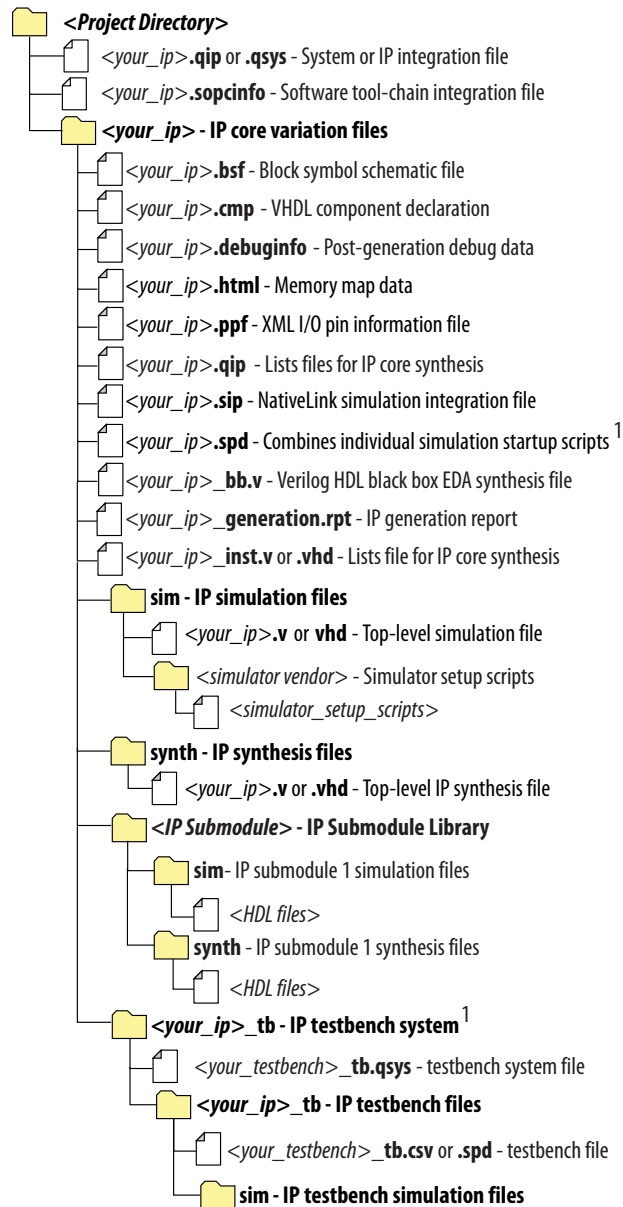 <Project Directory>
<your_ip>.qip or .qsys - System or IP integration file
<your_ip>.sopcinfo - Software tool-chain integration file
<your_ip> - IP core variation files
<your_ip>.bsf - Block symbol schematic file
<your_ip>.cmp - VHDL component declaration
<your_ip>.debuginfo - Post-generation debug data
<your_ip>.html - Memory map data
<your_ip>.ppf - XML I/O pin information file
<your_ip>.qip - Lists files for IP core synthesis
<your_ip>.sip - NativeLink simulation integration file
<your_ip>.spd - Combines individual simulation startup scripts 1
<your_ip>_bb.v - Verilog HDL black box EDA synthesis file
<your_ip>_generation.rpt - IP generation report
<your_ip>_inst.v or .vhd - Lists file for IP core synthesis
sim - IP simulation files
<your_ip>.v or vhd - Top-level simulation file
<simulator vendor> - Simulator setup scripts
<simulator_setup_scripts>
synth - IP synthesis files
<your_ip>.v or .vhd - Top-level IP synthesis file
<IP Submodule> - IP Submodule Library
sim- IP submodule 1 simulation files
<HDL files>
synth - IP submodule 1 synthesis files
<HDL files>
<your_ip>_tb - IP testbench system 1
<your_testbench>_tb.qsys - testbench system file
<your_ip>_tb - IP testbench files
<your_testbench>_tb.csv or .spd - testbench file
sim - IP testbench simulation files